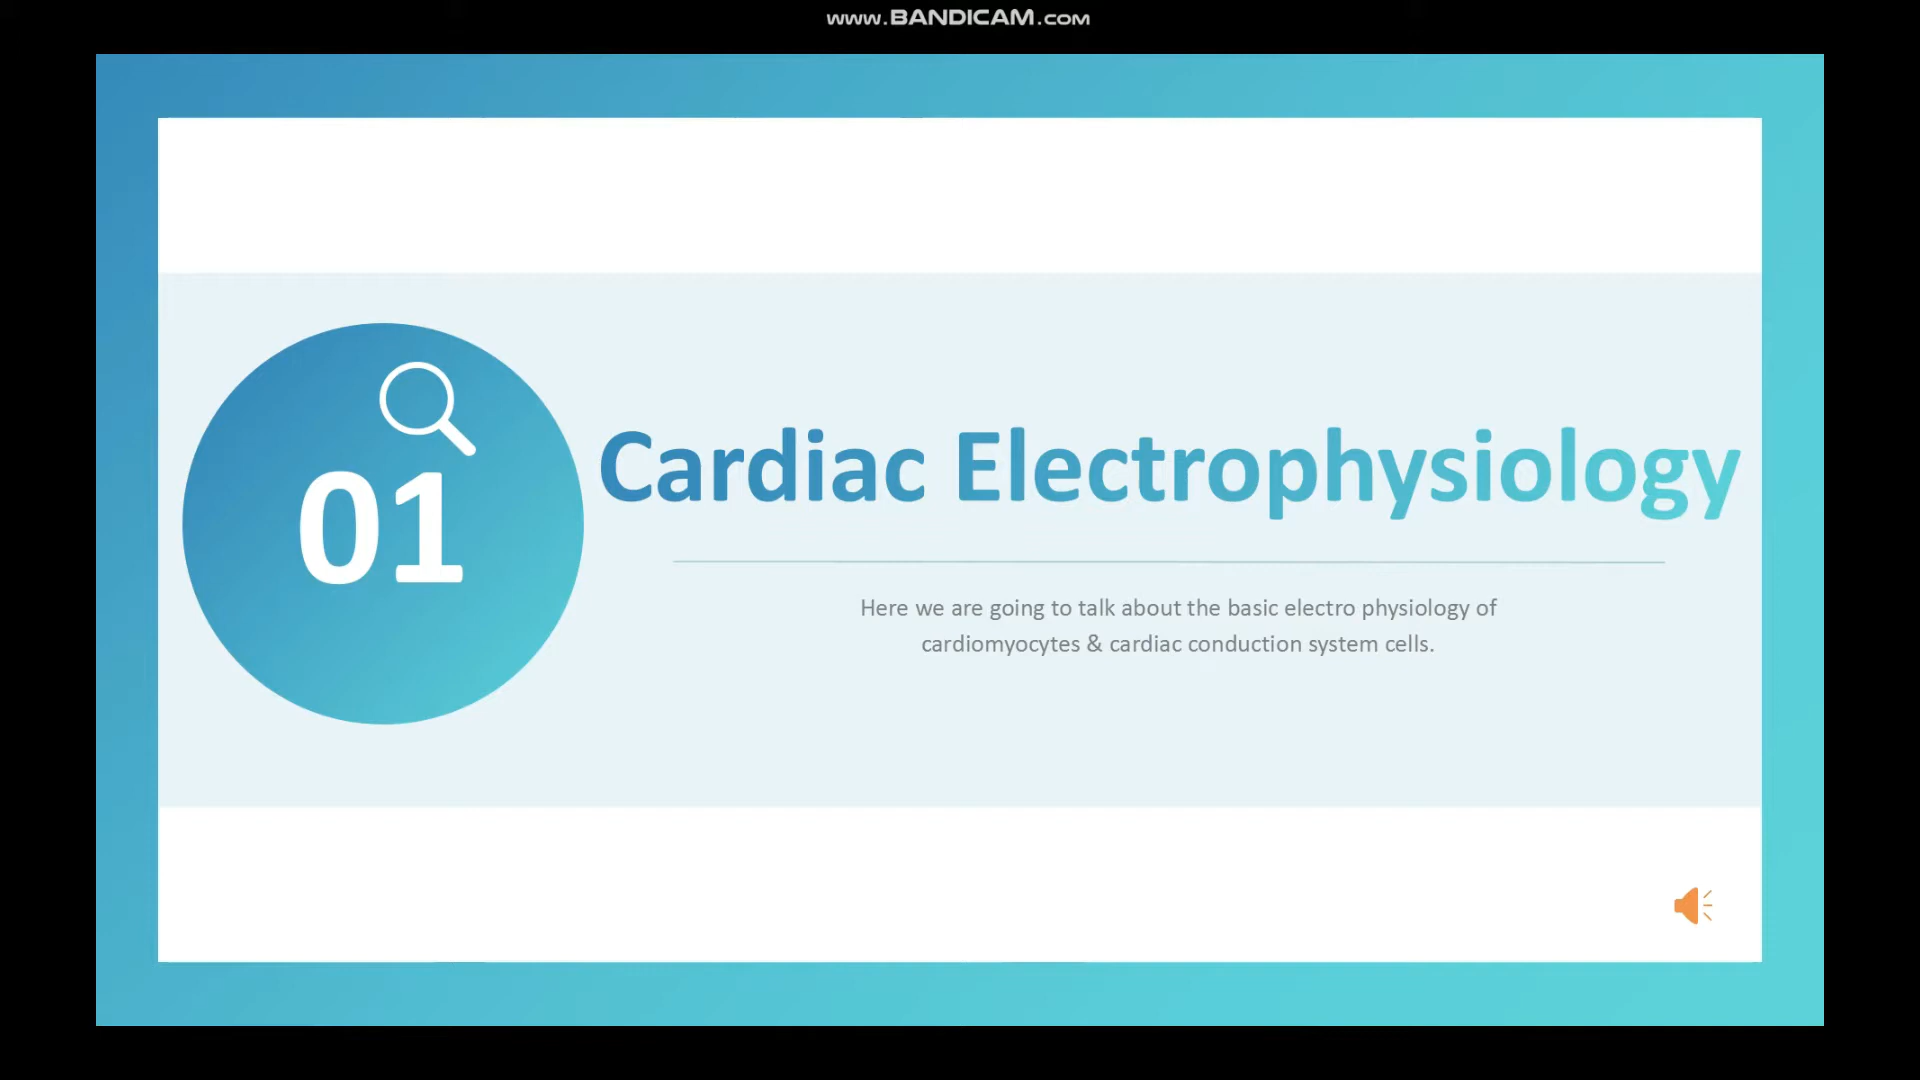 www.BANDICAM.com
01
Cardiac Electrophysiology
Here we are going to talk about the basic electro physiology of
cardiomyocytes & cardiac conduction system cells.